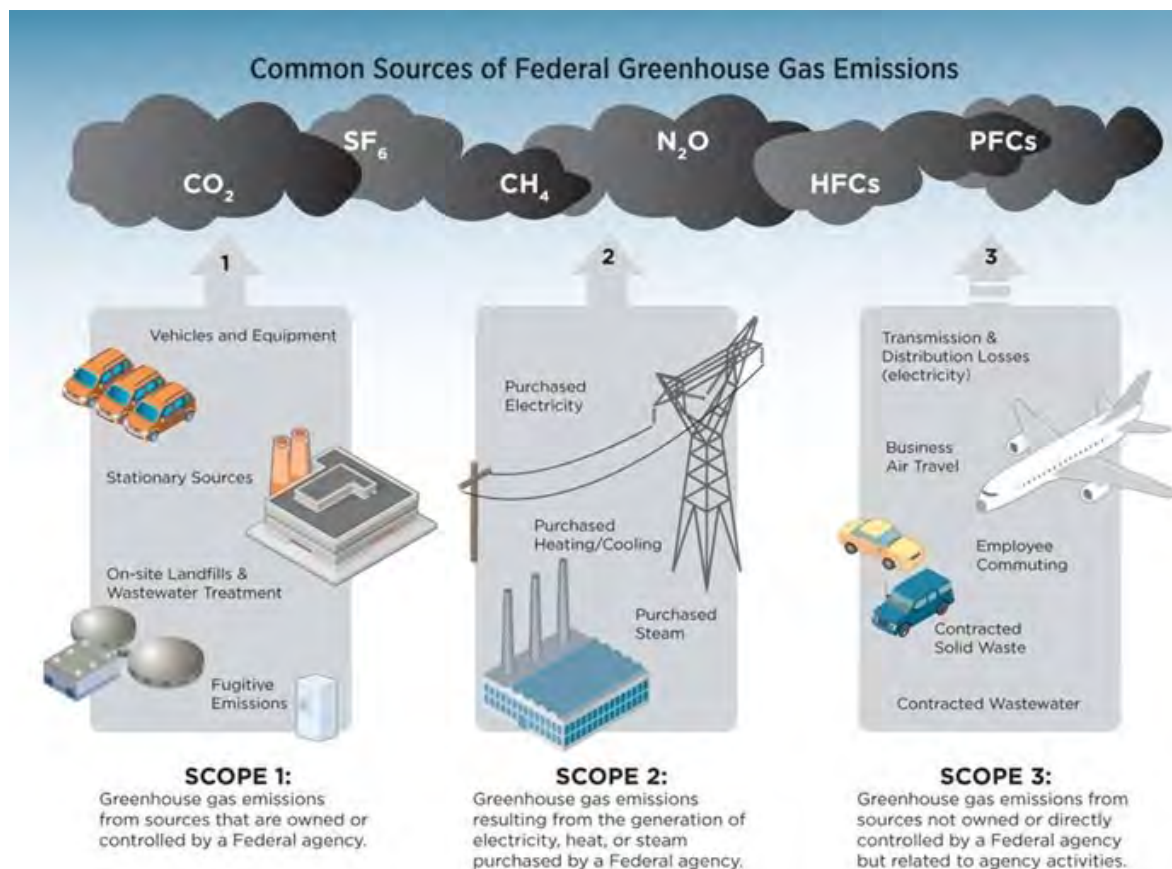 Common Sources of Federal Greenhouse Gas Emissions
CO2
SF6
CH4
N2O
HFCs
PFCs
1
Vehicles and Equipment
Stationary Sources
On-site Landfills &
Wastewater Treatment
Fugitive
Emissions
SCOPE 1:
Greenhouse gas emissions
from sources that are owned or
controlled by a Federal agency.
2
Purchased
Electricity
Purchased
Heating/Cooling
Purchased
Steam
SCOPE 2:
Greenhouse gas emissions
resulting from the generation of
electricity, heat, or steam
purchased by a Federal agency.
3
Transmission &
Distribution Losses
(electricity)
Business
Air Travel
Employee
Commuting
Contracted
Solid Waste
Contracted Wastewater
SCOPE 3:
Greenhouse gas emissions from
sources not owned or directly
controlled by a Federal agency
but related to agency activities.